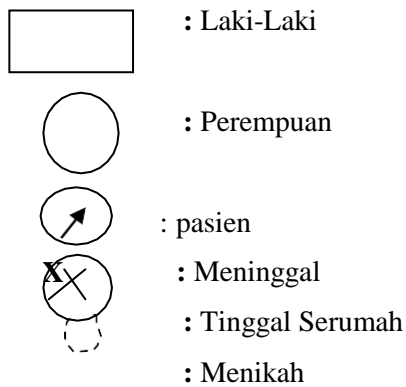 : Laki-Laki
: Perempuan
: pasien
X : Meninggal
: Tinggal Serumah
: Menikah